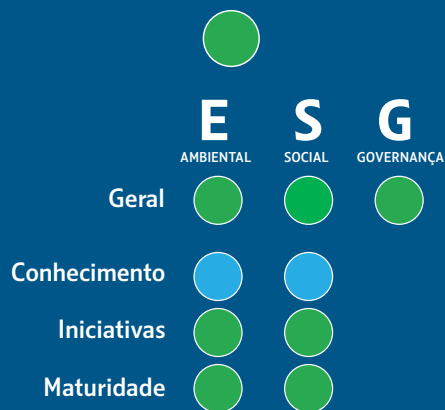 E S G
AMBIENTAL SOCIAL GOVERNANÇA
Geral
Conhecimento
Iniciativas
Maturidade